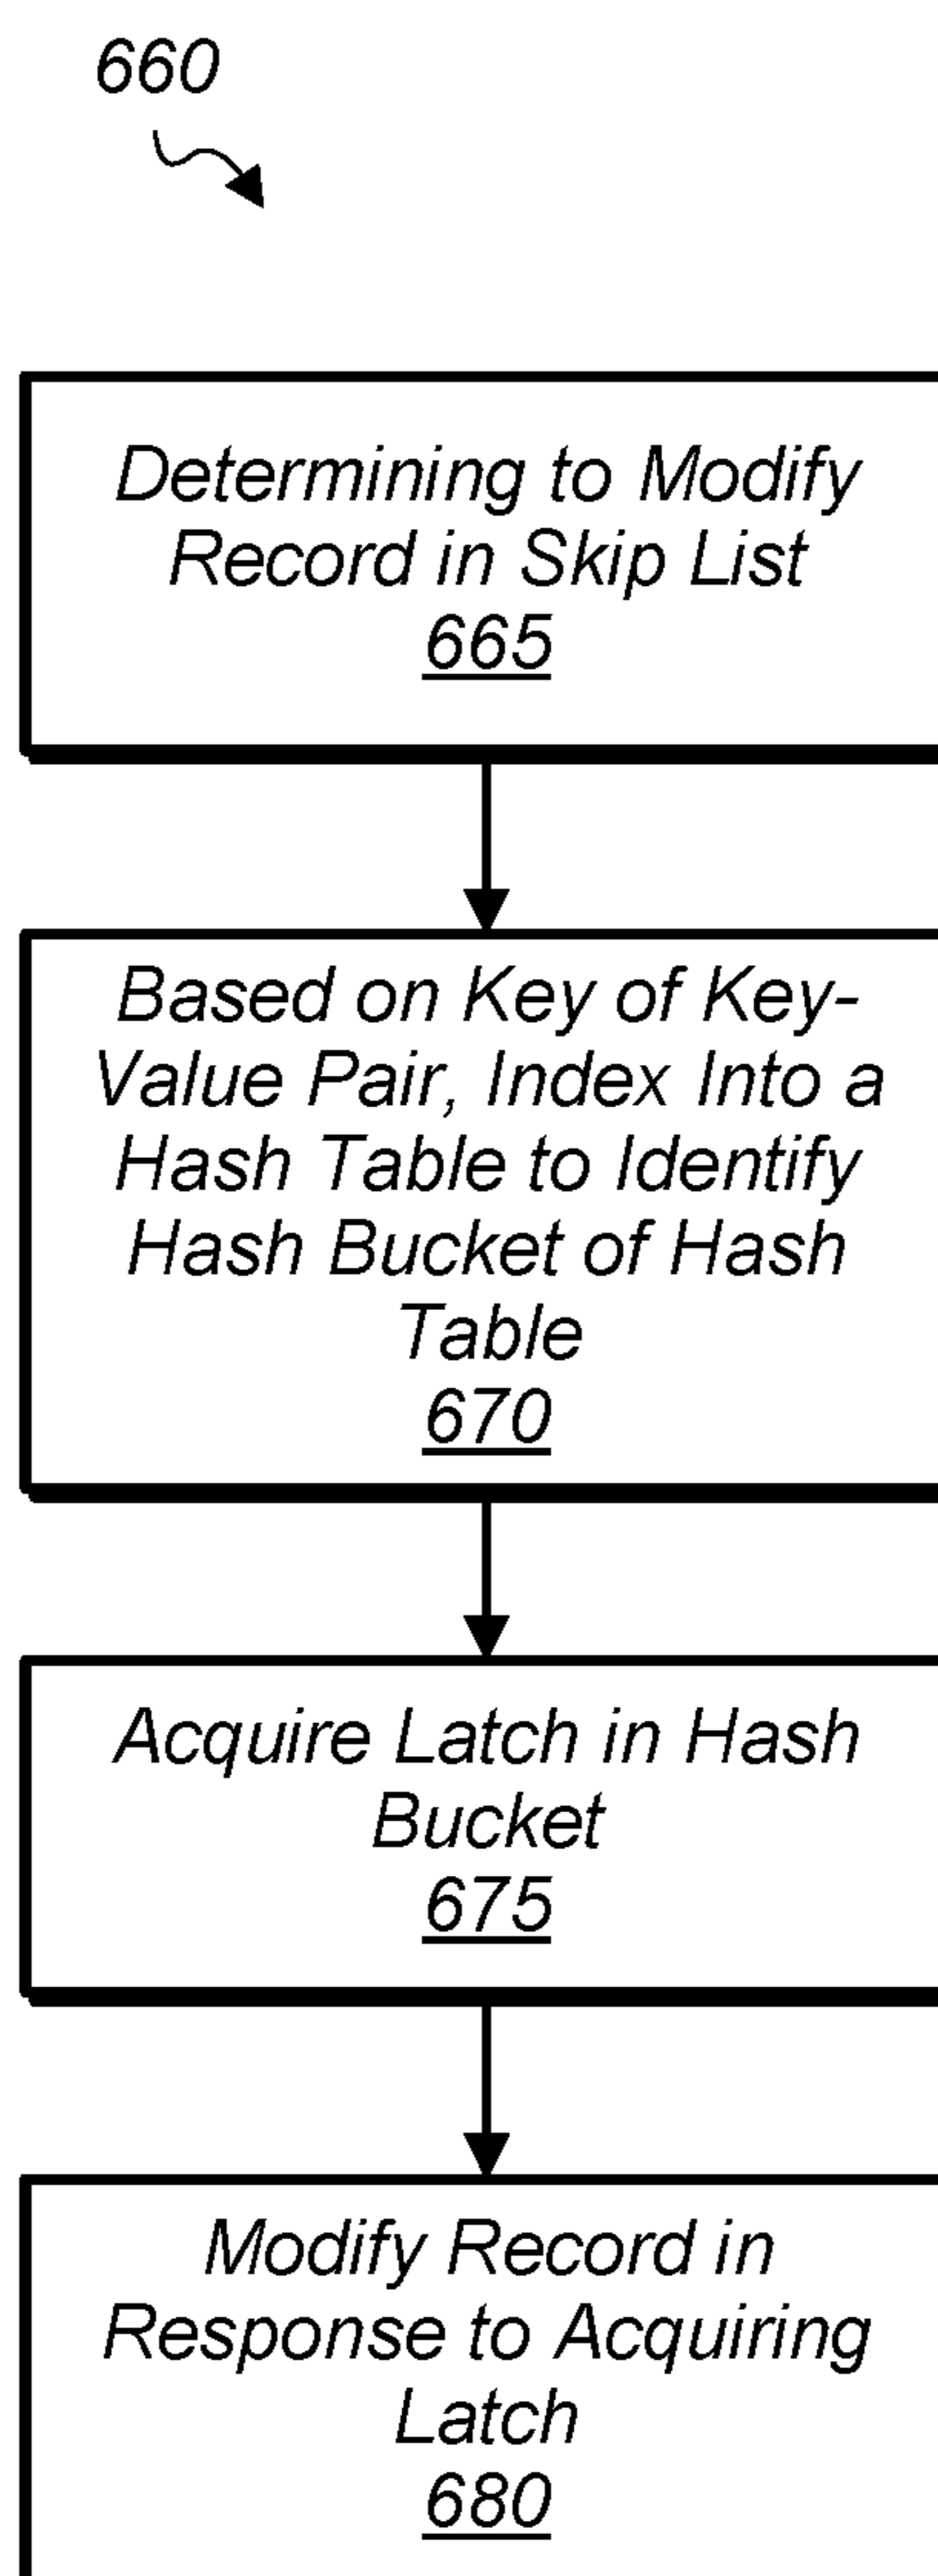 660
Determining to Modify
Record in Skip List
665
Based on Key of Key-
Value Pair, Index Into a
Hash Table to Identify
Hash Bucket of Hash
Table
670
Acquire Latch in Hash
Bucket
675
Modify Record in
Response to Acquiring
Latch
680